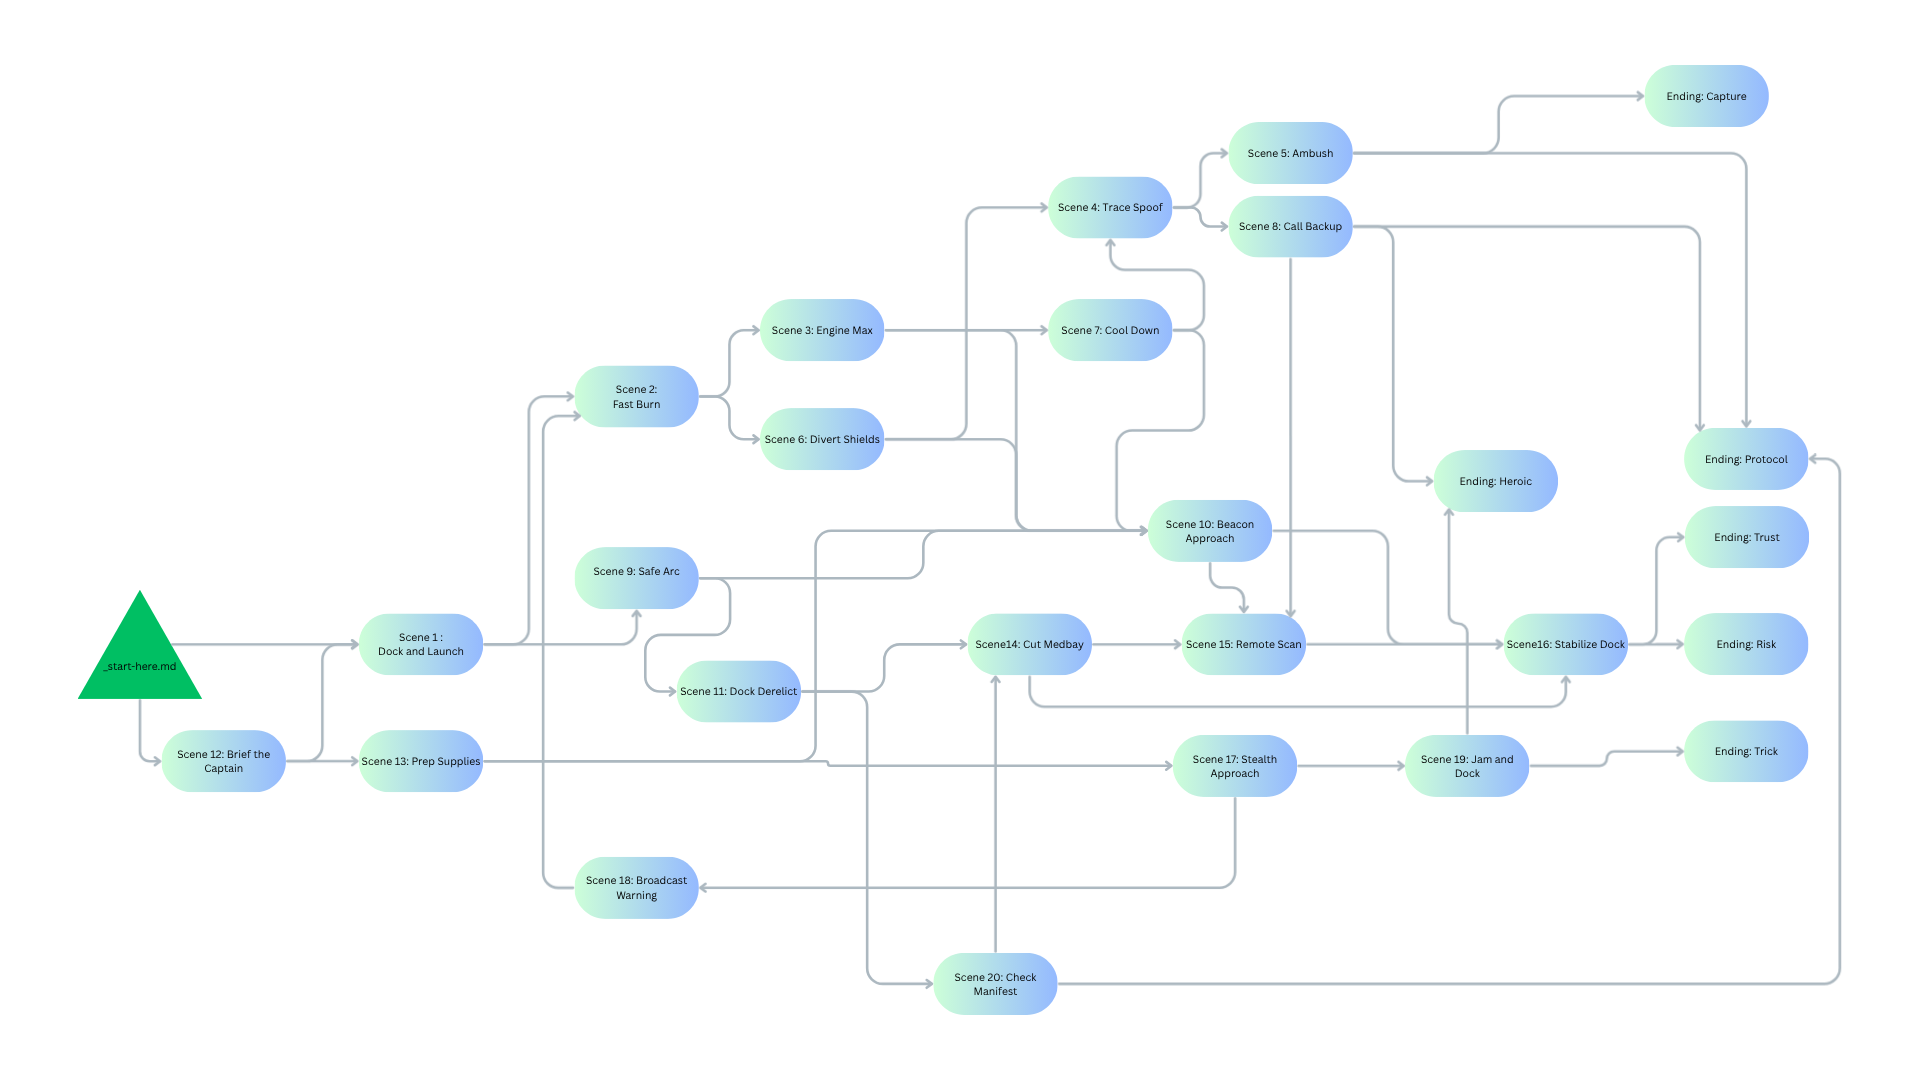 Ending: Capture
Scene 5: Ambush
Scene 4: Trace Spoof
Scene 8: Call Backup
Scene 3: Engine Max
Scene 7: Cool Down
Scene 2:
Fast Burn
Scene 6: Divert Shields
Ending: Protocol
Ending: Heroic
Scene 10: Beacon
Approach
Ending: Trust
Scene 9: Safe Arc
Scene 1 :
Dock and Launch
Scene14: Cut Medbay
Scene 15: Remote Scan
Scene16: Stabilize Dock
Ending: Risk
_start-here.md
Scene 11: Dock Derelict
Scene 12: Brief the
Captain
Scene 13: Prep Supplies
Scene 17: Stealth
Approach
Scene 19: Jam and
Dock
Ending: Trick
Scene 18: Broadcast
Warning
Scene 20: Check
Manifest